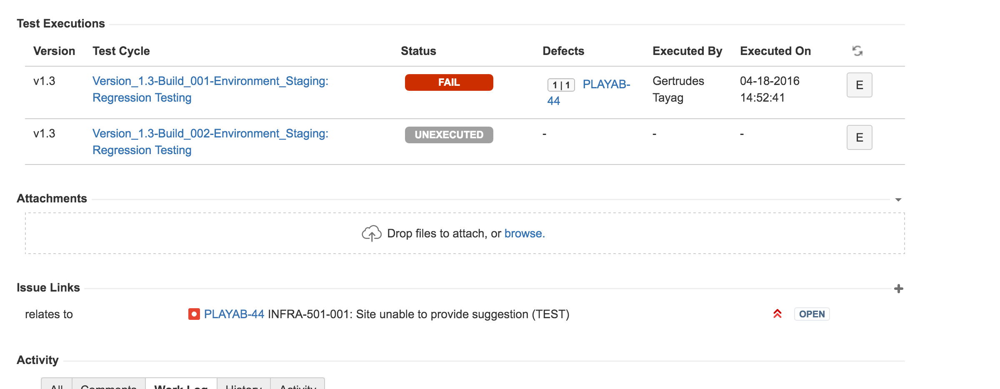 Test Executions
Version Test Cycle Status Defects Executed By Executed On
v1.3 Version_1.3-Build_001-Environment_Staging: FAIL 1 | 1 PLAYAB- Gertrudes 04-18-2016 E
Regression Testing 44 Tayag 14:52:41
v1.3 Version_1.3-Build_002-Environment_Staging: UNEXECUTED - - - E
Regression Testing
Attachments
Drop files to attach, or browse.
Issue Links
relates to PLAYAB-44 INFRA-501-001: Site unable to provide suggestion (TEST) OPEN
Activity
All Comments Work Log History Activity